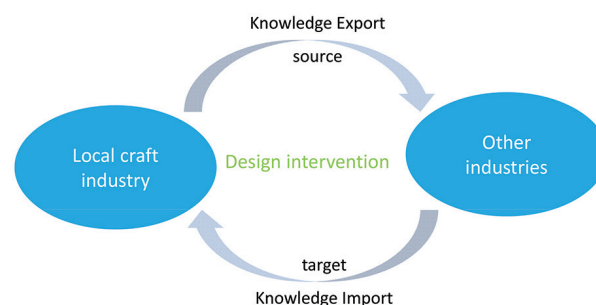 Knowledge Export
source
Local craft
industry
Design intervention
Other
industries
target
Knowledge Import